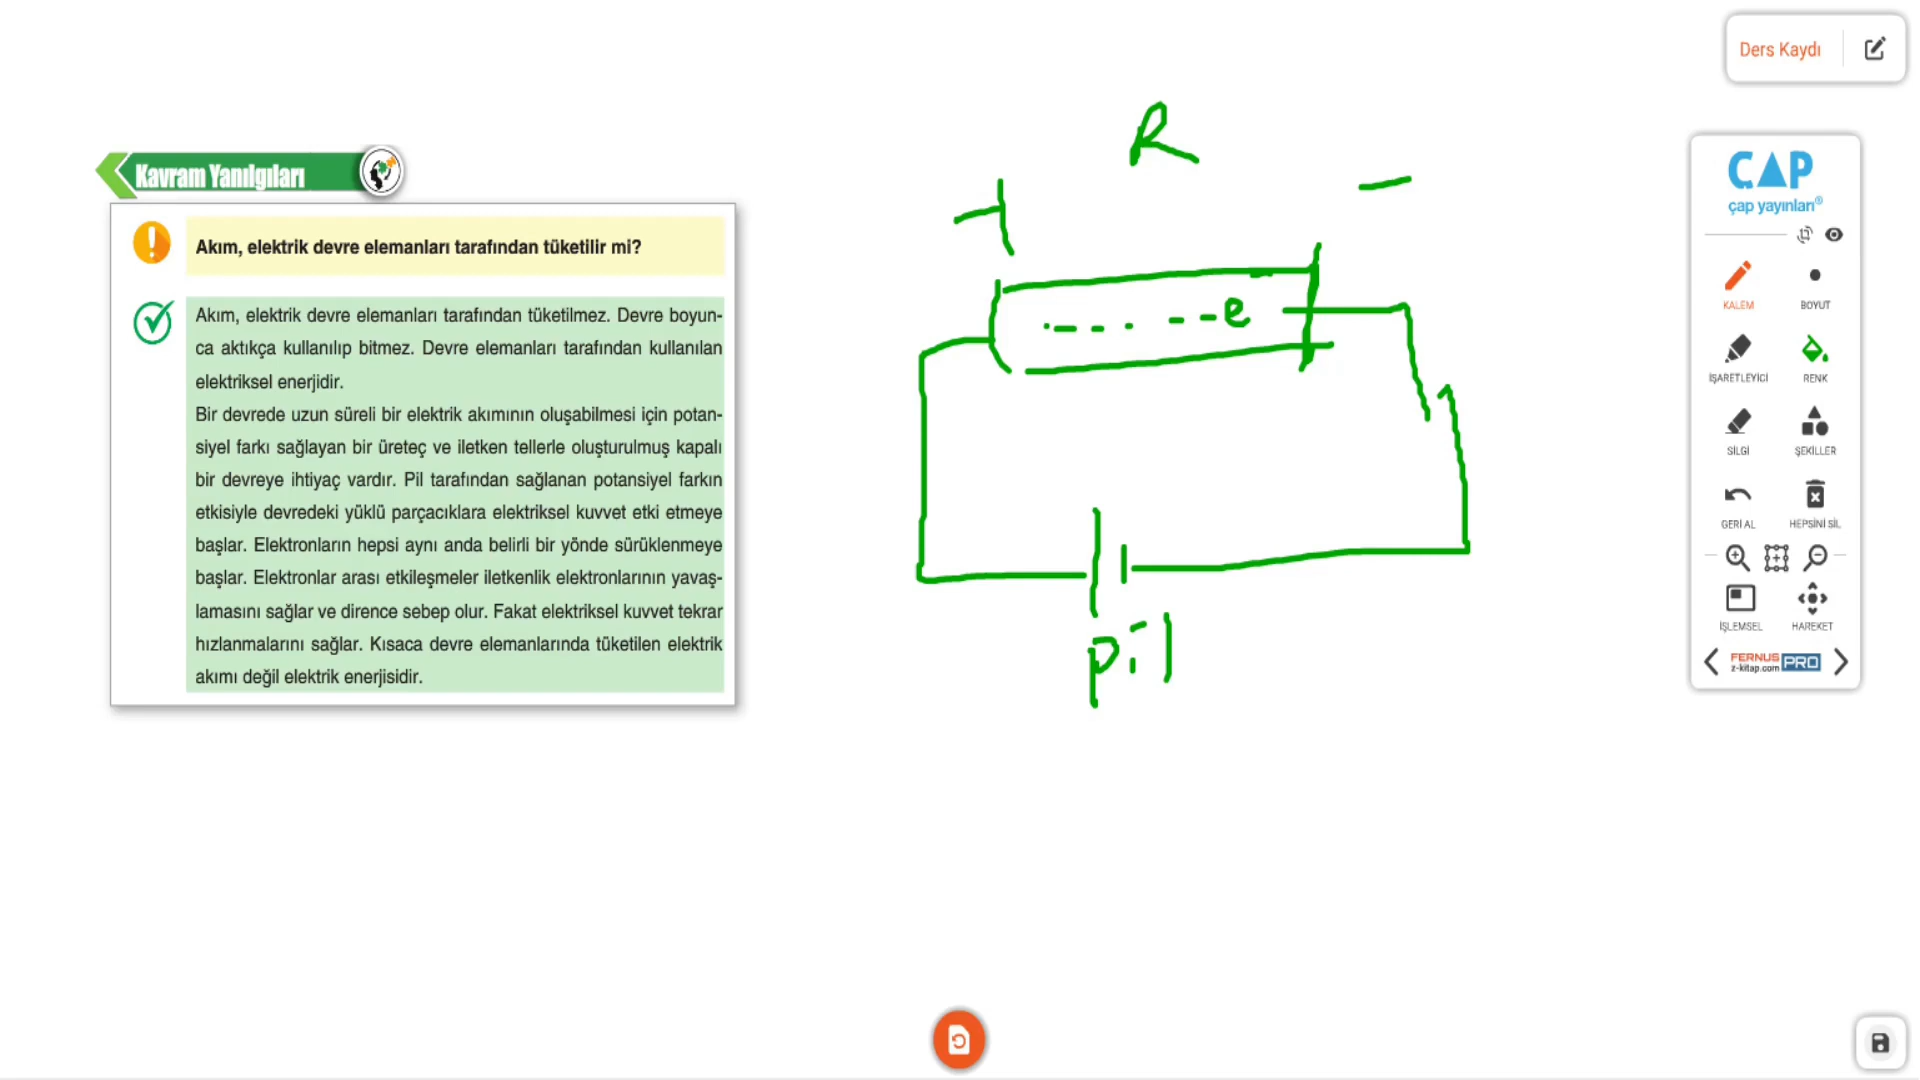 Ders Kaydı
Kavram Yanılgıları
Akım, elektrik devre elemanları tarafından tüketilir mi?
Akım, elektrik devre elemanları tarafından tüketilmez. Devre boyun-
ca aktıkça kullanılıp bitmez. Devre elemanları tarafından kullanılan
elektriksel enerjidir.
Bir devrede uzun süreli bir elektrik akımının oluşabilmesi için potan-
siyel farkı sağlayan bir üreteç ve iletken tellerle oluşturulmuş kapalı
bir devreye ihtiyaç vardır. Pil tarafından sağlanan potansiyel farkın
etkisiyle devredeki yüklü parçacıklara elektriksel kuvvet etki etmeye
başlar. Elektronların hepsi aynı anda belirli bir yönde sürüklenmeye
başlar. Elektronlar arası etkileşmeler iletkenlik elektronlarının yavaş-
lamasını sağlar ve dirence sebep olur. Fakat elektriksel kuvvet tekrar
hızlanmalarını sağlar. Kısaca devre elemanlarında tüketilen elektrik
akımı değil elektrik enerjisidir.
R
+ -
e
pil
ÇAP
çap yayınları®
KALEM BOYUT
İŞARETLEYİCİ RENK
SİLGİ ŞEKİLLER
GERİ AL HEPSİNİ SİL
İŞLEMSEL HAREKET
FERNUS
z-kitap.com PRO